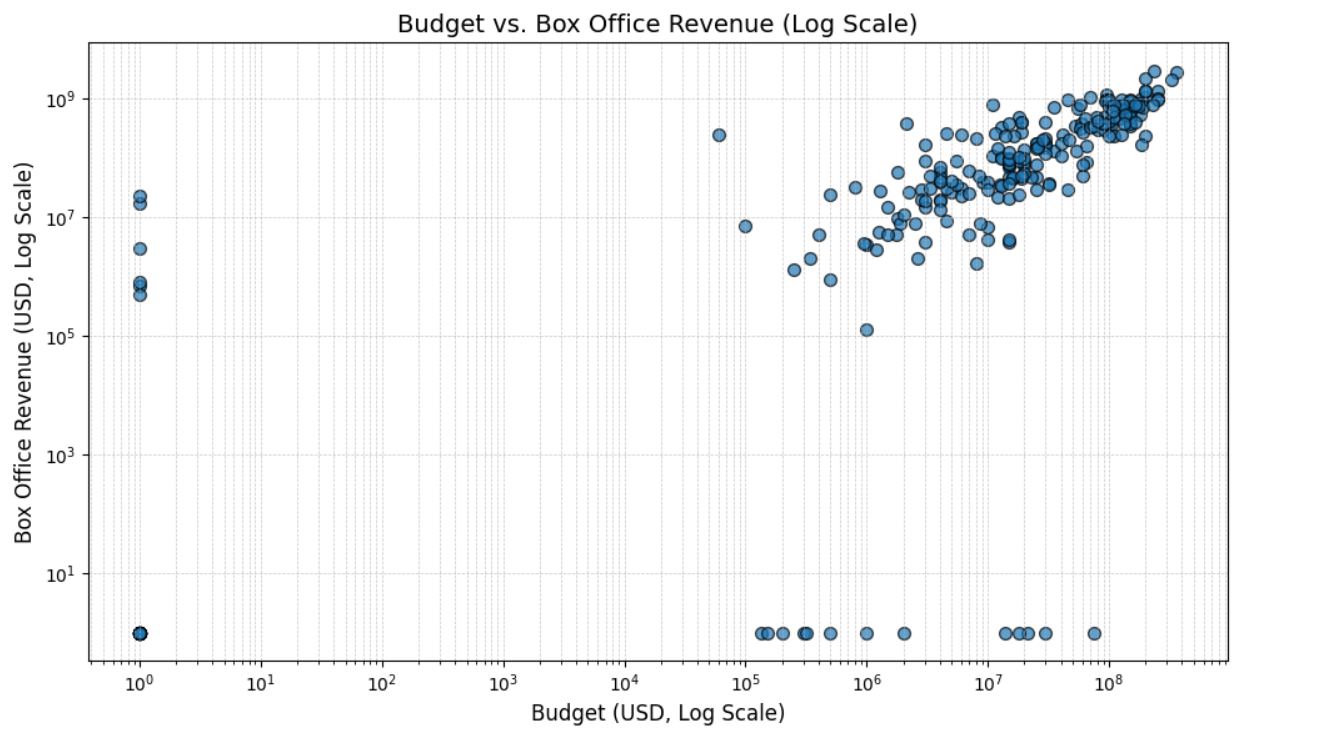 Budget vs. Box Office Revenue (Log Scale)
Box Office Revenue (USD, Log Scale)
10⁹
10⁷
10⁵
10³
10¹
10⁰ 10¹ 10² 10³ 10⁴ 10⁵ 10⁶ 10⁷ 10⁸
Budget (USD, Log Scale)